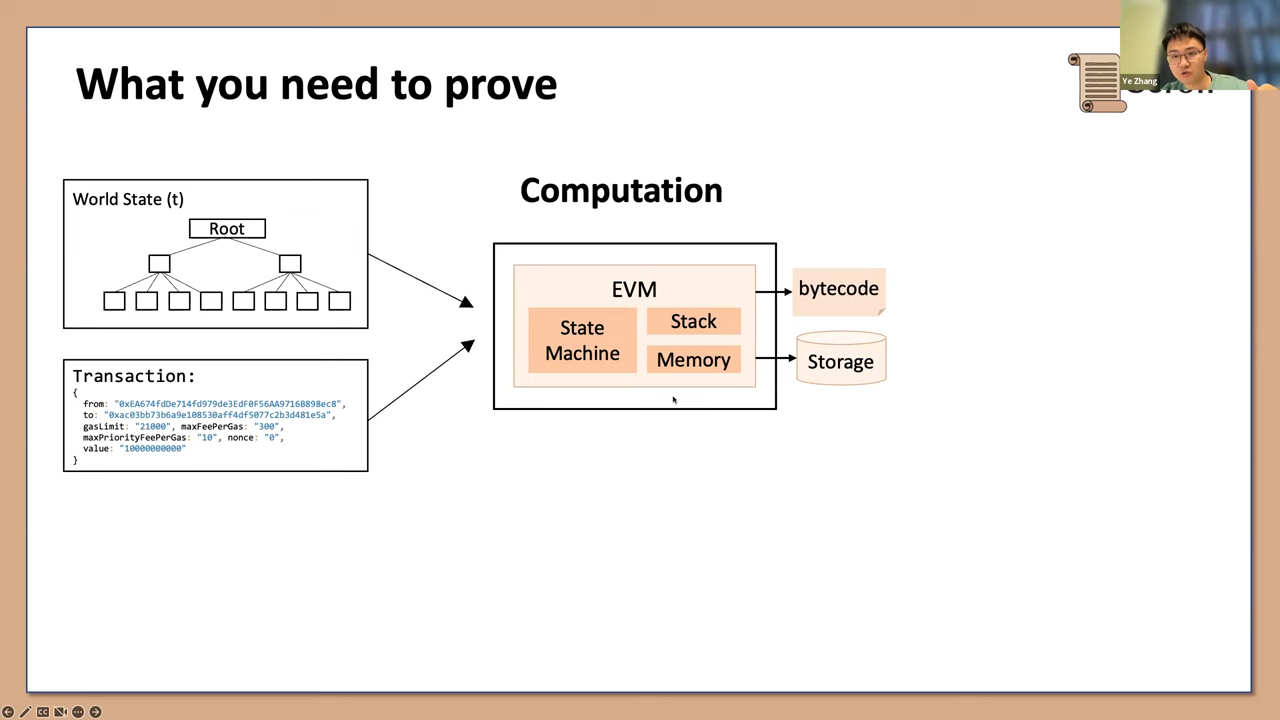 What you need to prove
Ye Zhang
World State (t)
Root
Computation
EVM
State
Machine
Stack
Memory
bytecode
Storage
Transaction:
{
from: "0xEA674fdDe714fd979de3EdF0F56AA9716B898ec8",
to: "0xac03bb73b6a9e108530aff4df5077c2b3d481e5a",
gasLimit: "21000", maxFeePerGas: "300",
maxPriorityFeePerGas: "10", nonce: "0",
value: "10000000000"
}
CC